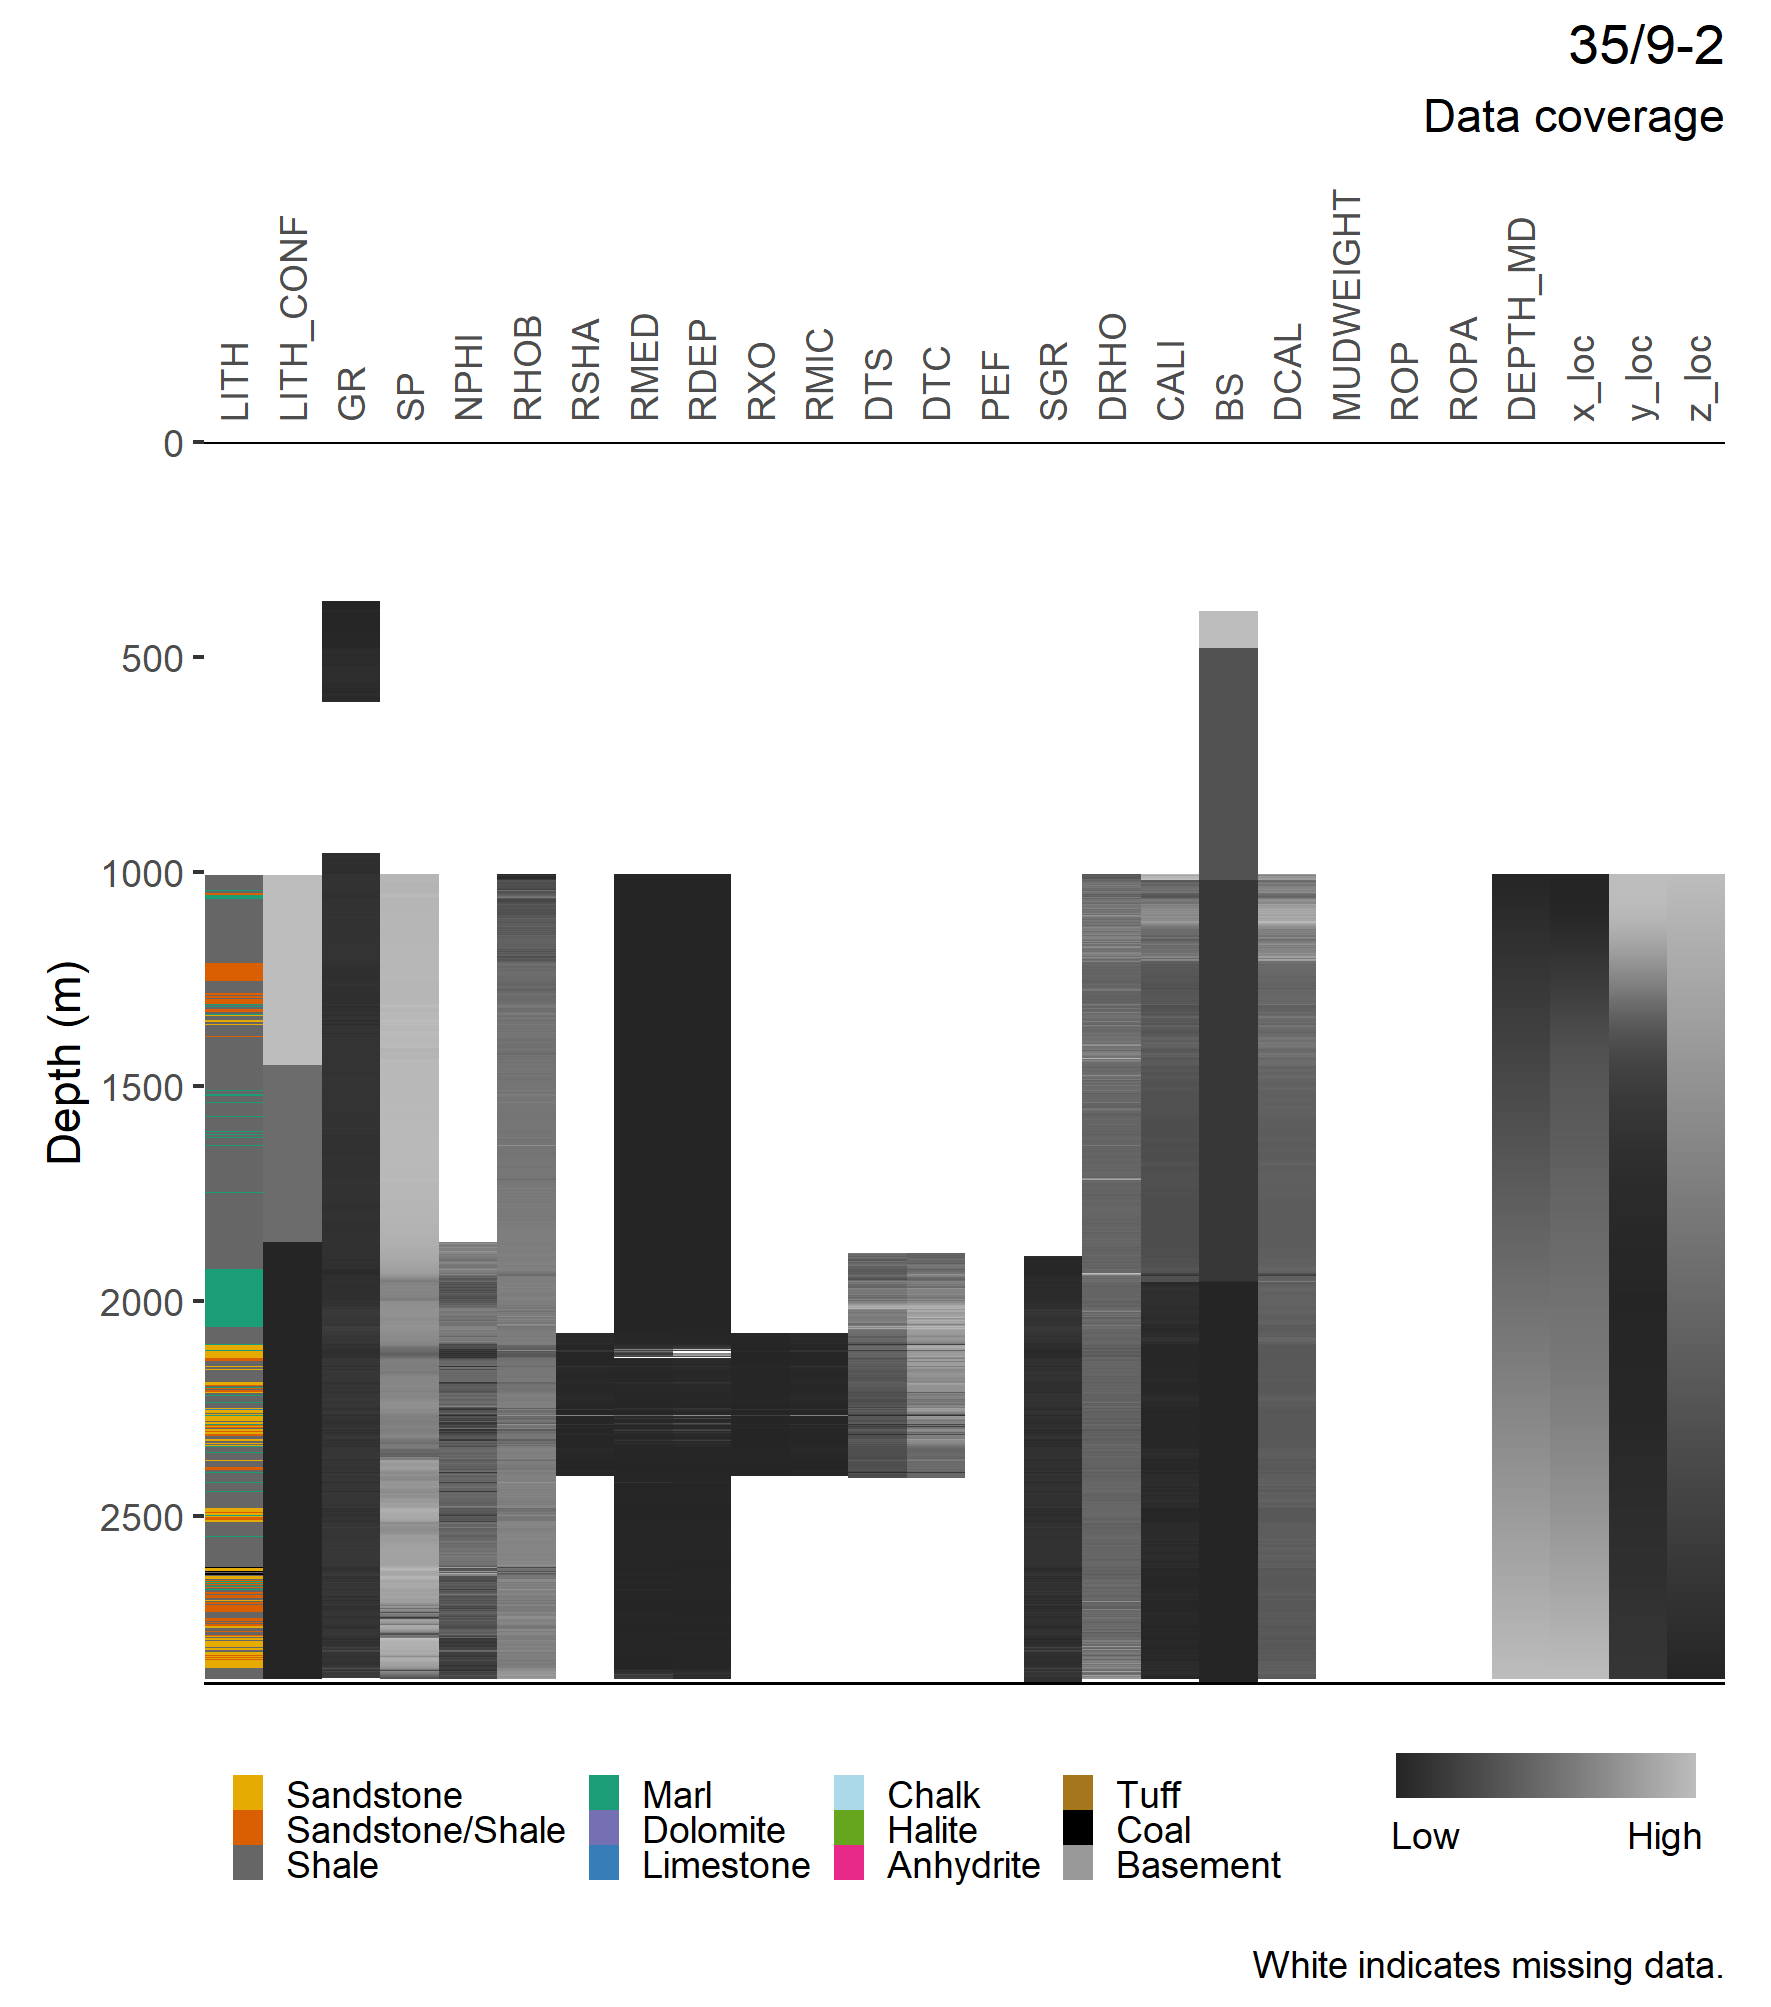 35/9-2
Data coverage
LITH
LITH_CONF
GR
SP
NPHI
RHOB
RSHA
RMED
RDEP
RXO
RMIC
DTS
DTC
PEF
SGR
DRHO
CALI
BS
DCAL
MUDWEIGHT
ROP
ROPA
DEPTH_MD
x_loc
y_loc
z_loc
0
500
1000
1500
2000
2500
Depth (m)
Sandstone
Sandstone/Shale
Shale
Marl
Dolomite
Limestone
Chalk
Halite
Anhydrite
Tuff
Coal
Basement
Low High
White indicates missing data.